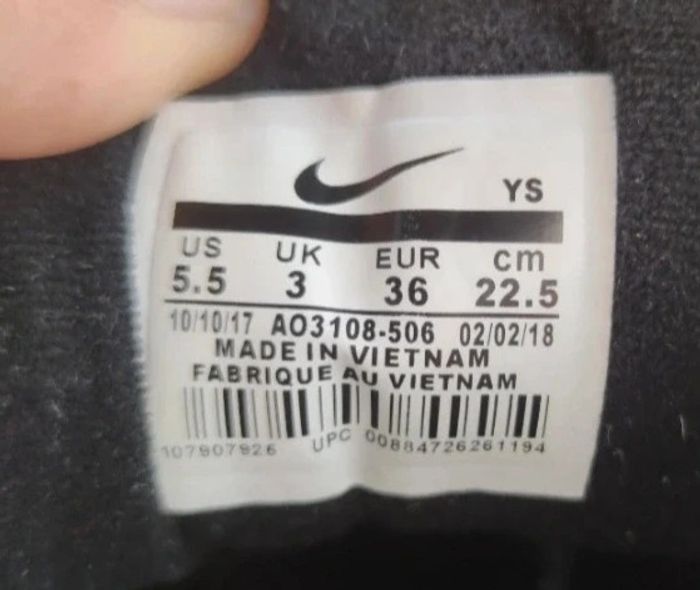 YS
US UK EUR cm
5.5 3 36 22.5
10/10/17 AO3108-506 02/02/18
MADE IN VIETNAM
FABRIQUE AU VIETNAM
107907926 UPC 00884726261194